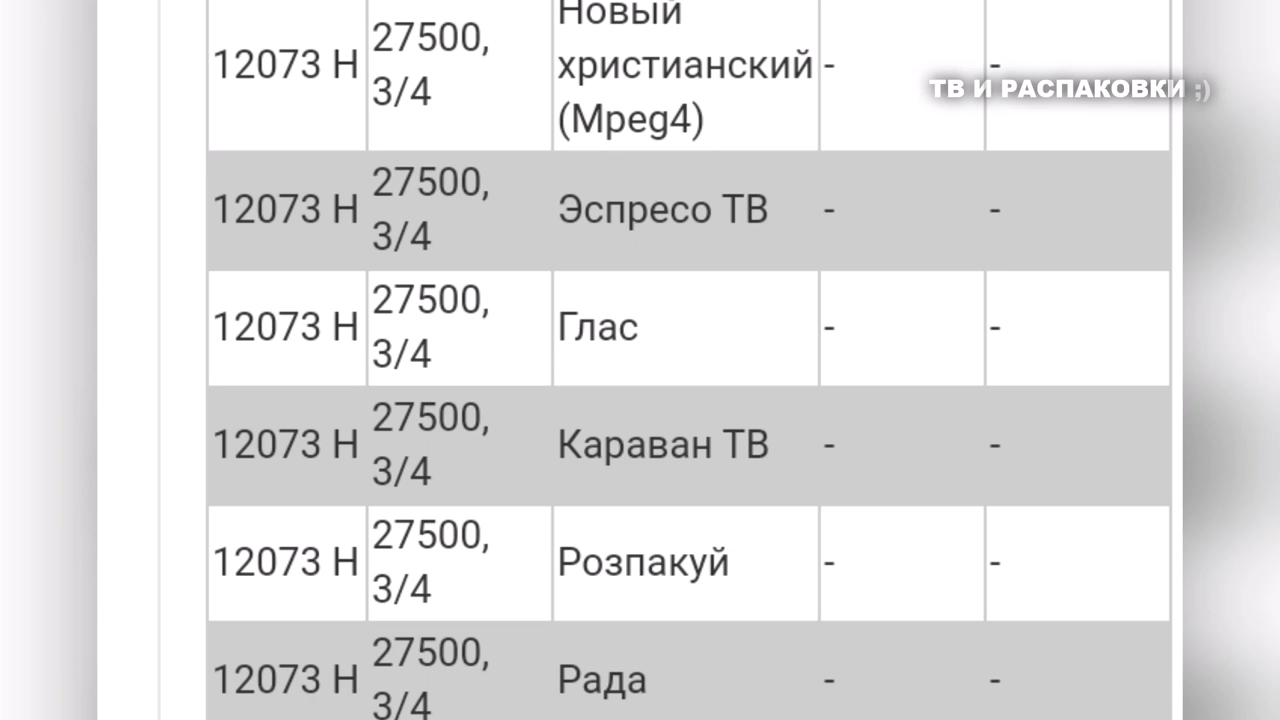 ТВ И РАСПАКОВКИ ;)
Новый
12073 H 27500, христианский - -
3/4 (Mpeg4)
12073 H 27500, Эспресо ТВ - -
3/4
12073 H 27500, Глас - -
3/4
12073 H 27500, Караван ТВ - -
3/4
12073 H 27500, Розпакуй - -
3/4
12073 H 27500, Рада - -
3/4